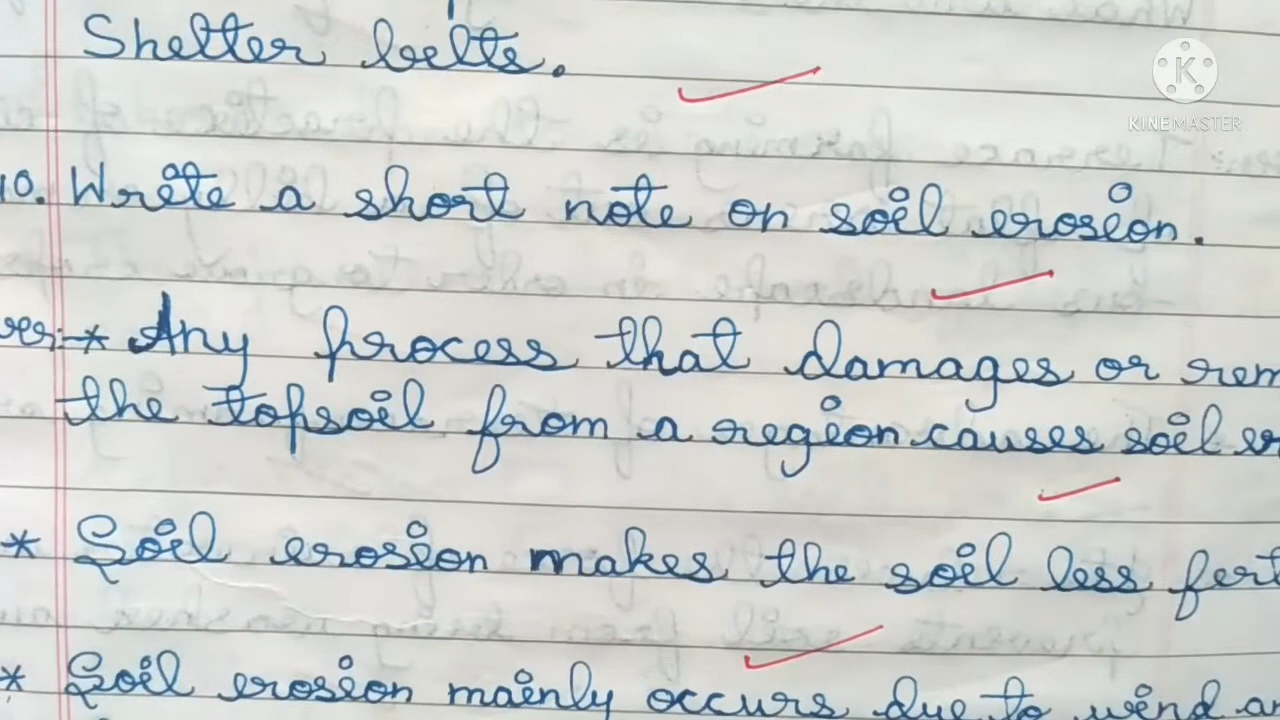 Shelter belts.
KINEMASTER
10. Write a short note on soil erosion.
* Any process that damages or rem
the topsoil from a region causes soil er
* Soil erosion makes the soil less fert
* Soil erosion mainly occurs due to wind a